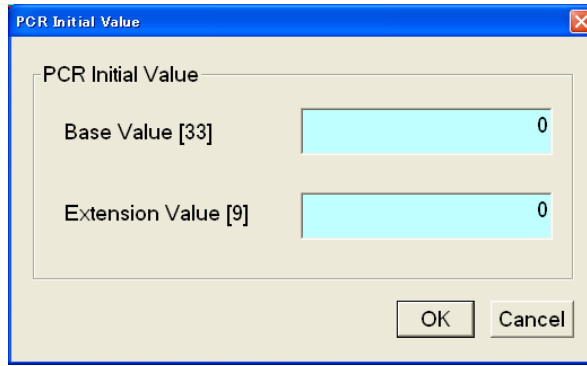 PCR Initial Value
PCR Initial Value
Base Value [33]
0
Extension Value [9]
0
OK
Cancel